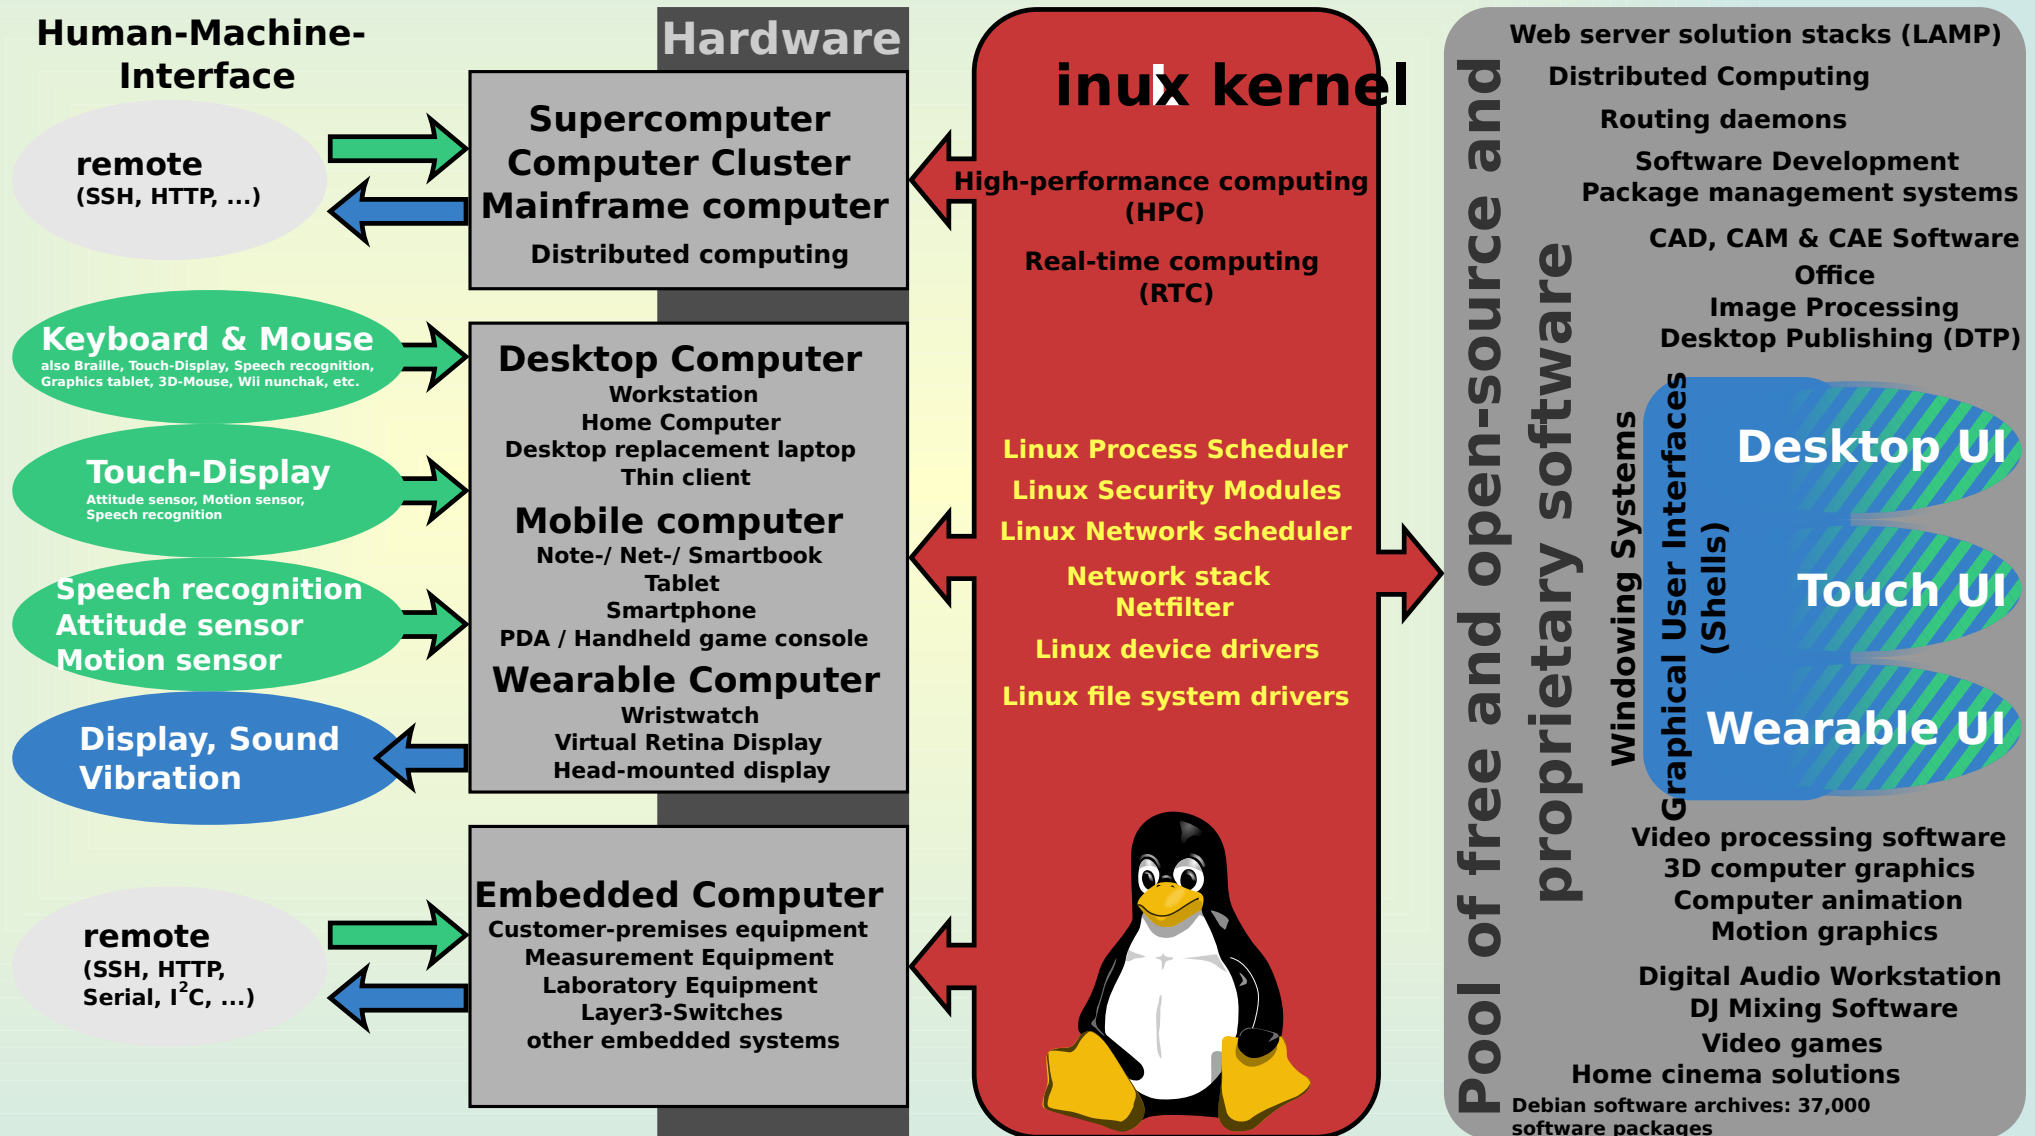 Human-Machine-
Interface
remote
(SSH, HTTP, ...)
Keyboard & Mouse
also Braille, Touch-Display, Speech recognition,
Graphics tablet, 3D-Mouse, Wii nunchak, etc.
Touch-Display
Attitude sensor, Motion sensor,
Speech recognition
Speech recognition
Attitude sensor
Motion sensor
Display, Sound
Vibration
remote
(SSH, HTTP,
Serial, I²C, ...)
Hardware
Supercomputer
Computer Cluster
Mainframe computer
Distributed computing
Desktop Computer
Workstation
Home Computer
Desktop replacement laptop
Thin client
Mobile computer
Note-/ Net-/ Smartbook
Tablet
Smartphone
PDA / Handheld game console
Wearable Computer
Wristwatch
Virtual Retina Display
Head-mounted display
Embedded Computer
Customer-premises equipment
Measurement Equipment
Laboratory Equipment
Layer3-Switches
other embedded systems
inux kernel
High-performance computing
(HPC)
Real-time computing
(RTC)
Linux Process Scheduler
Linux Security Modules
Linux Network scheduler
Network stack
Netfilter
Linux device drivers
Linux file system drivers
Pool of free and open-source and
proprietary software
Web server solution stacks (LAMP)
Distributed Computing
Routing daemons
Software Development
Package management systems
CAD, CAM & CAE Software
Office
Image Processing
Desktop Publishing (DTP)
Windowing Systems
Graphical User Interfaces
(Shells)
Desktop UI
Touch UI
Wearable UI
Video processing software
3D computer graphics
Computer animation
Motion graphics
Digital Audio Workstation
DJ Mixing Software
Video games
Home cinema solutions
Debian software archives: 37,000
software packages